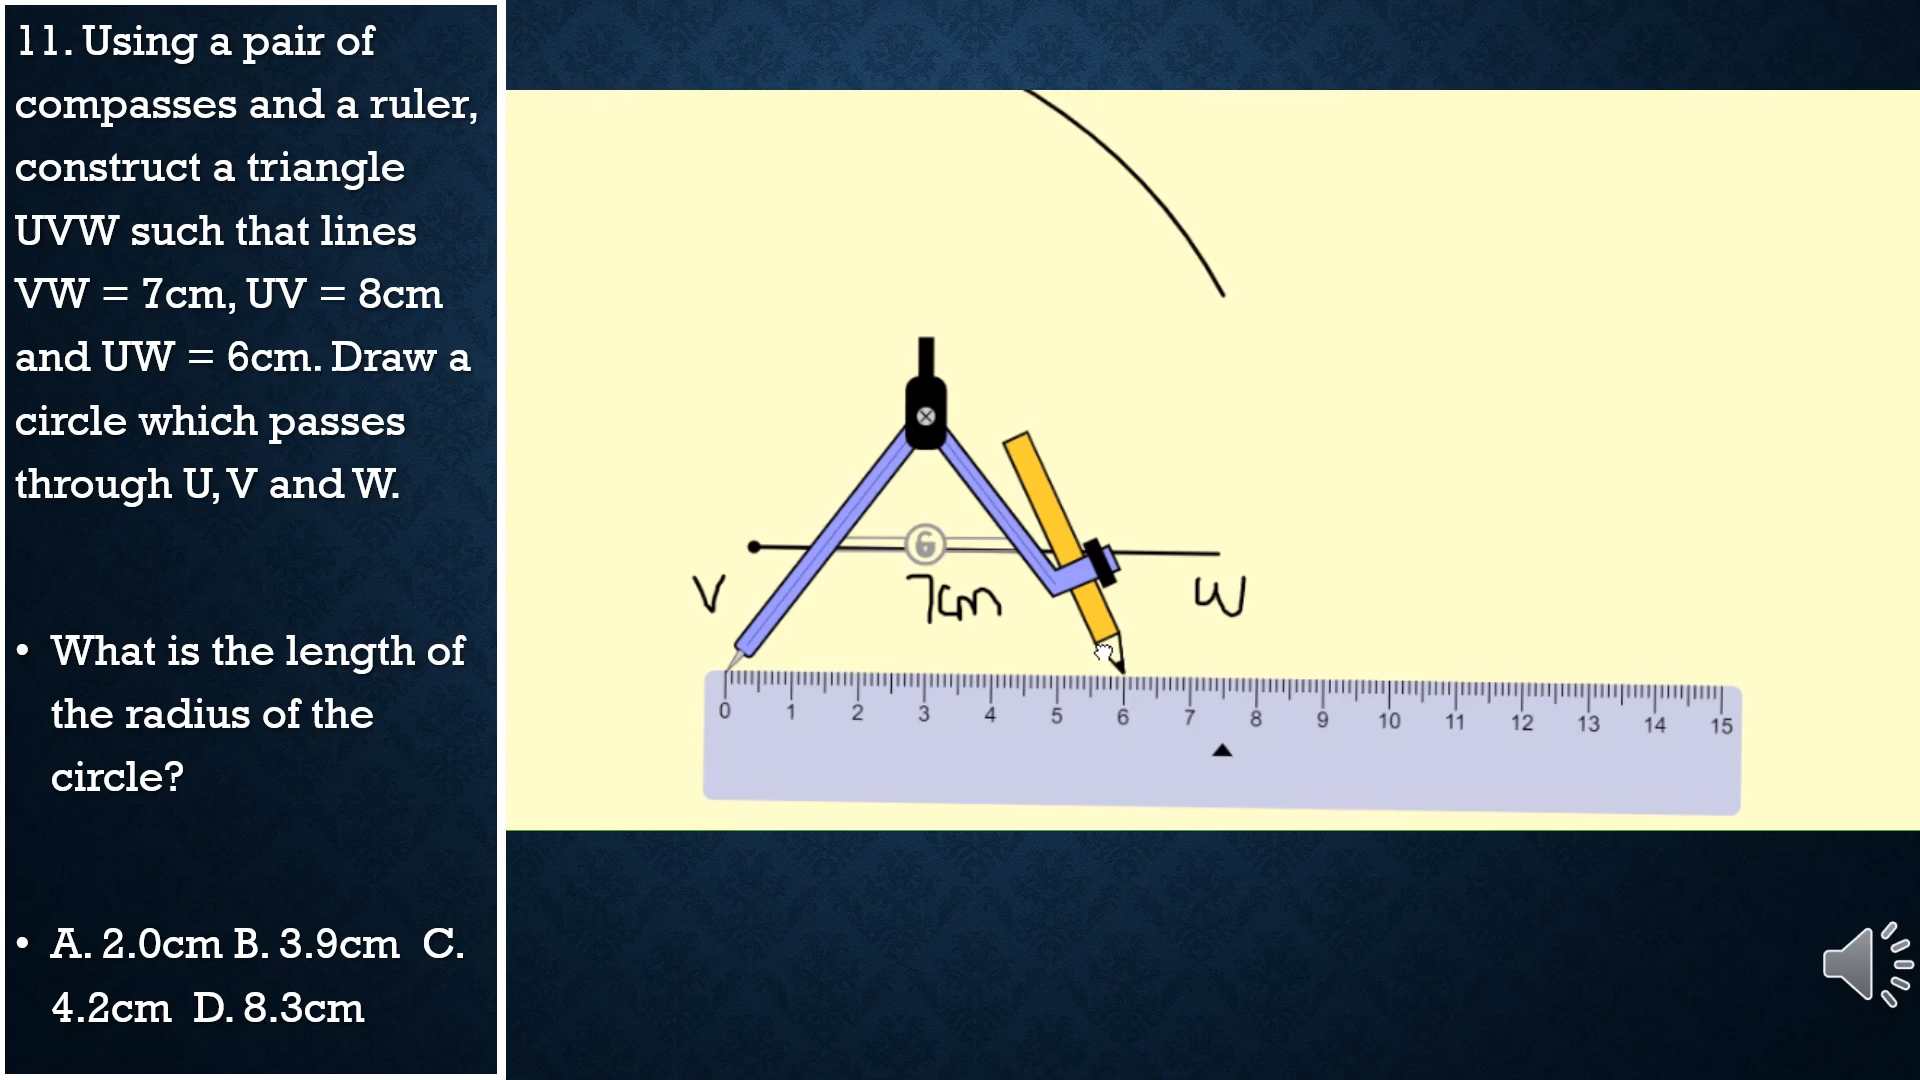 11. Using a pair of
compasses and a ruler,
construct a triangle
UVW such that lines
VW = 7cm, UV = 8cm
and UW = 6cm. Draw a
circle which passes
through U, V and W.
• What is the length of
the radius of the
circle?
• A. 2.0cm B. 3.9cm C.
4.2cm D. 8.3cm
V 7cm W
0 1 2 3 4 5 6 7 8 9 10 11 12 13 14 15